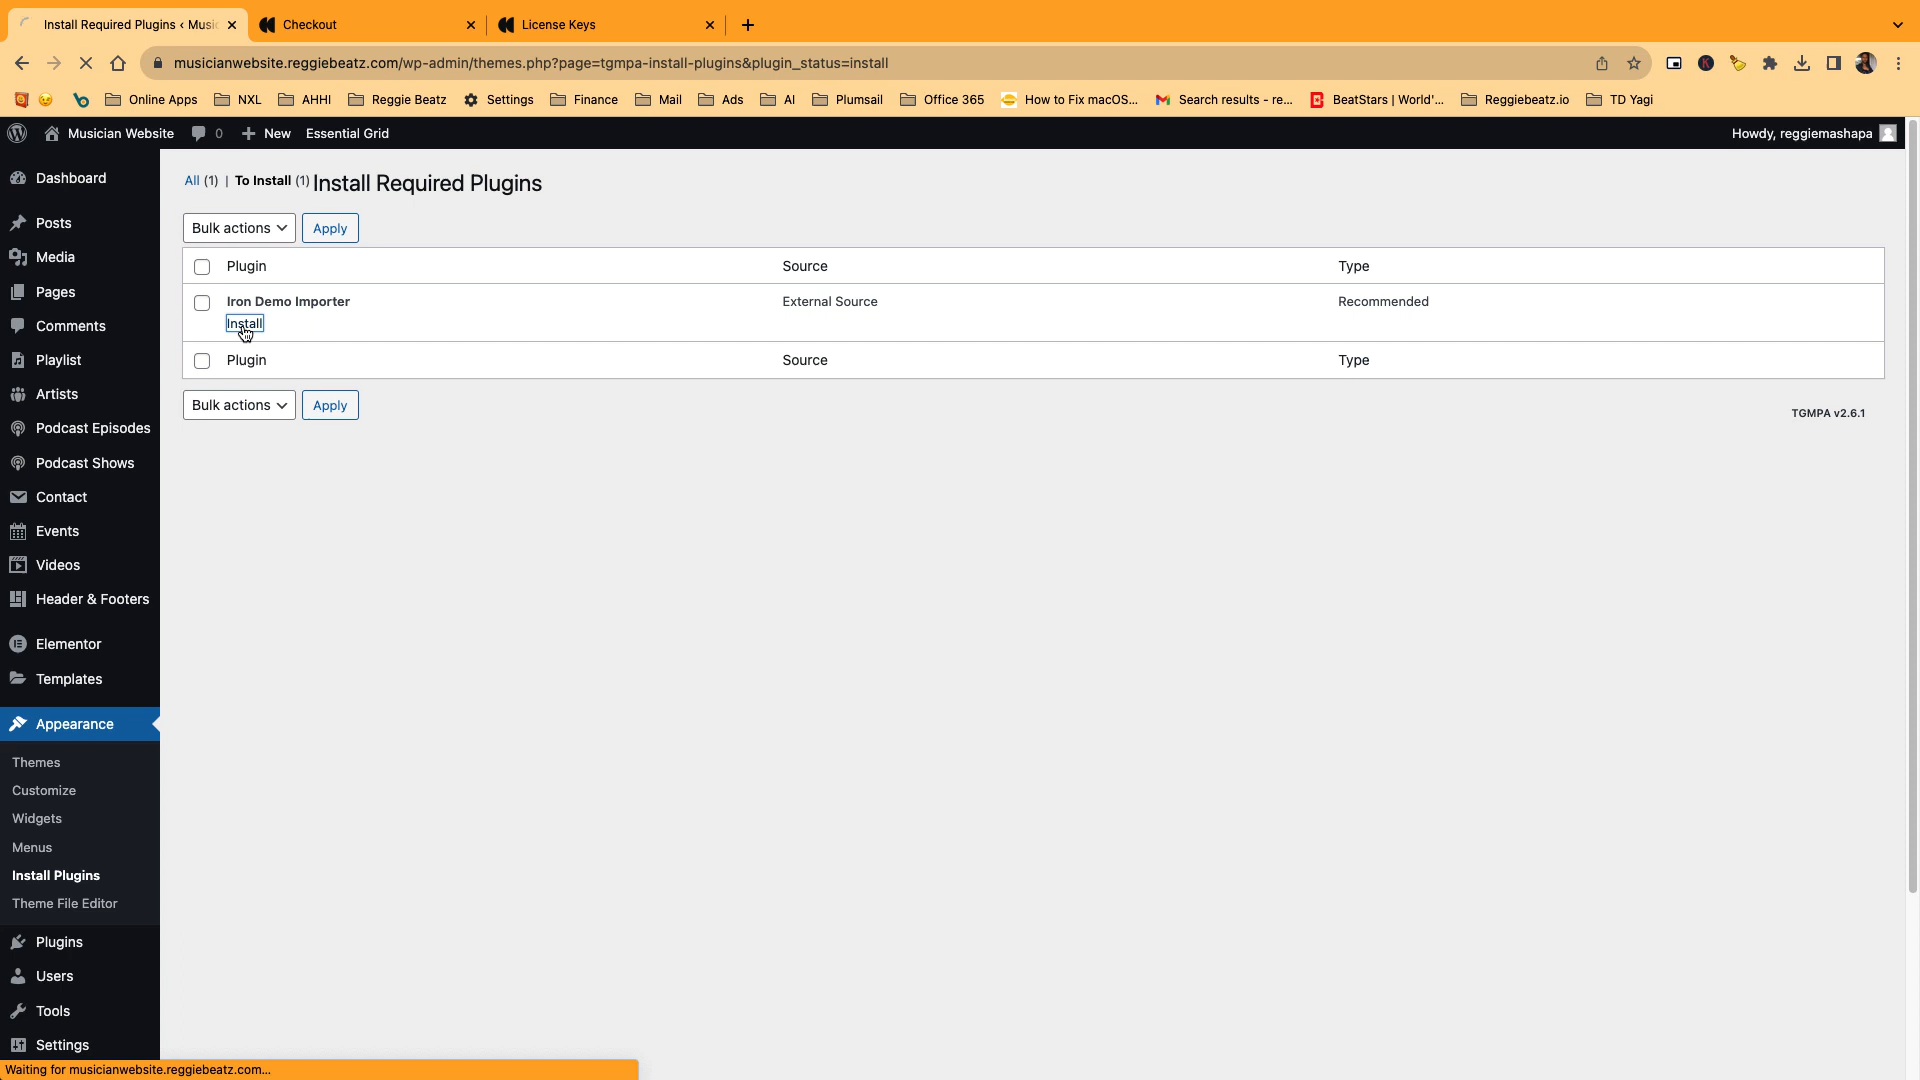 Install Required Plugins ‹ Music
Checkout
License Keys
musicianwebsite.reggiebeatz.com/wp-admin/themes.php?page=tgmpa-install-plugins&plugin_status=install
Online Apps
NXL
AHHI
Reggie Beatz
Settings
Finance
Mail
Ads
AI
Plumsail
Office 365
How to Fix macOS...
Search results - re...
BeatStars | World'...
Reggiebeatz.io
TD Yagi
Musician Website
0
New
Essential Grid
Howdy, reggiemashapa
Dashboard
Posts
Media
Pages
Comments
Playlist
Artists
Podcast Episodes
Podcast Shows
Contact
Events
Videos
Header & Footers
Elementor
Templates
Appearance
Themes
Customize
Widgets
Menus
Install Plugins
Theme File Editor
Plugins
Users
Tools
Settings
All (1) | To Install (1) Install Required Plugins
Bulk actions Apply
Plugin Source Type
Iron Demo Importer External Source Recommended
Install
Plugin Source Type
Bulk actions Apply
TGMPA v2.6.1
Waiting for musicianwebsite.reggiebeatz.com...